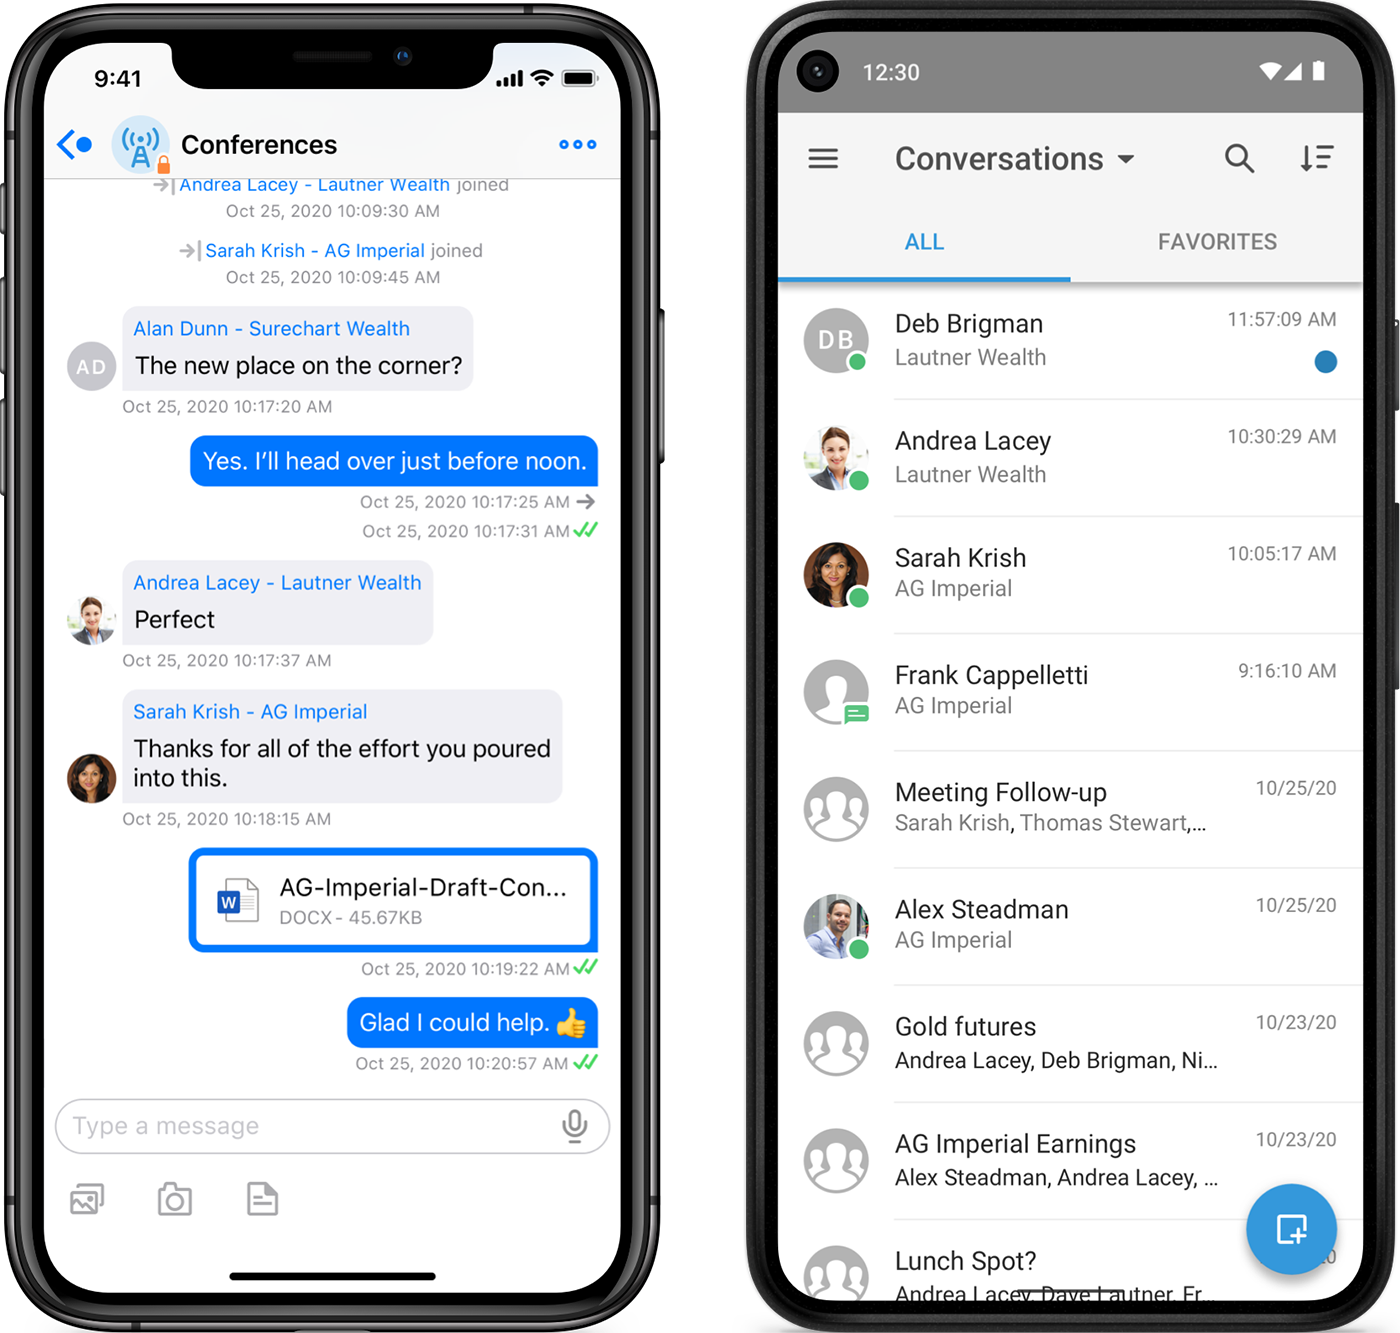 9:41
Conferences
Andrea Lacey - Lautner Wealth joined
Oct 25, 2020 10:09:30 AM
Sarah Krish - AG Imperial joined
Oct 25, 2020 10:09:45 AM
Alan Dunn - Surechart Wealth
AD
The new place on the corner?
Oct 25, 2020 10:17:20 AM
Yes. I’ll head over just before noon.
Oct 25, 2020 10:17:25 AM
Oct 25, 2020 10:17:31 AM
Andrea Lacey - Lautner Wealth
Perfect
Oct 25, 2020 10:17:37 AM
Sarah Krish - AG Imperial
Thanks for all of the effort you poured
into this.
Oct 25, 2020 10:18:15 AM
W
AG-Imperial-Draft-Con...
DOCX - 45.67KB
Oct 25, 2020 10:19:22 AM
Glad I could help. 👍
Oct 25, 2020 10:20:57 AM
Type a message
12:30
Conversations
ALL
FAVORITES
DB
Deb Brigman
11:57:09 AM
Lautner Wealth
Andrea Lacey
10:30:29 AM
Lautner Wealth
Sarah Krish
10:05:17 AM
AG Imperial
Frank Cappelletti
9:16:10 AM
AG Imperial
Meeting Follow-up
10/25/20
Sarah Krish, Thomas Stewart,...
Alex Steadman
10/25/20
AG Imperial
Gold futures
10/23/20
Andrea Lacey, Deb Brigman, Ni...
AG Imperial Earnings
10/23/20
Alex Steadman, Andrea Lacey, ...
Lunch Spot?
Andrea Lacey, Dave Lautner, Fr...